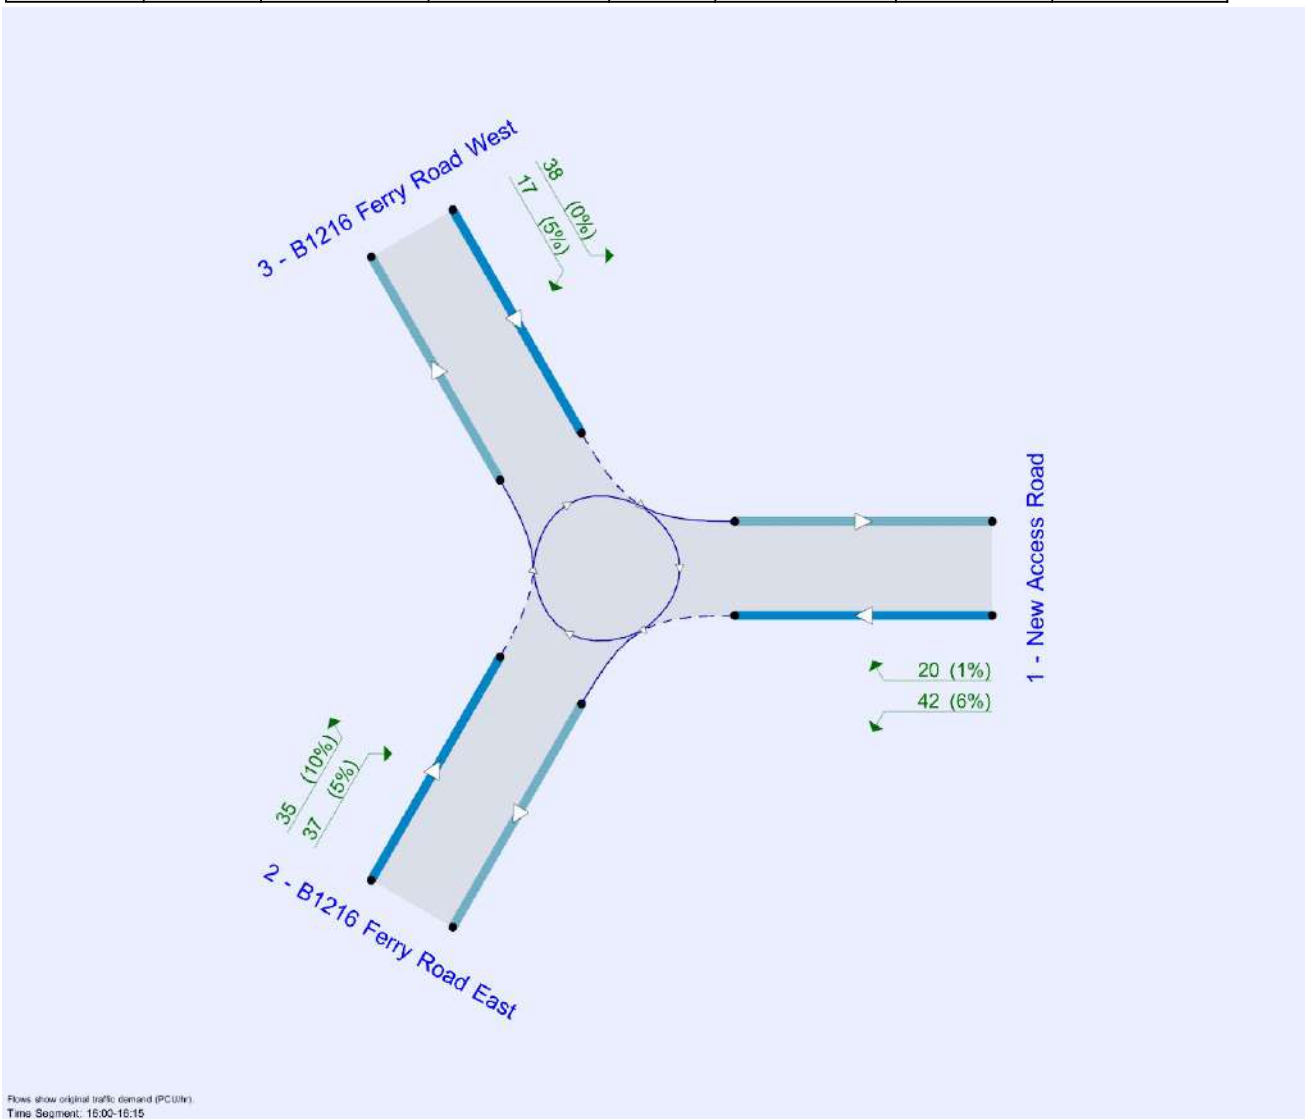 3 - B1216 Ferry Road West
38 (0%)
17 (5%)
1 - New Access Road
20 (1%)
42 (6%)
35 (10%)
37 (5%)
2 - B1216 Ferry Road East
Flows show original traffic demand (PCU/hr).
Time Segment: 16:00-16:15